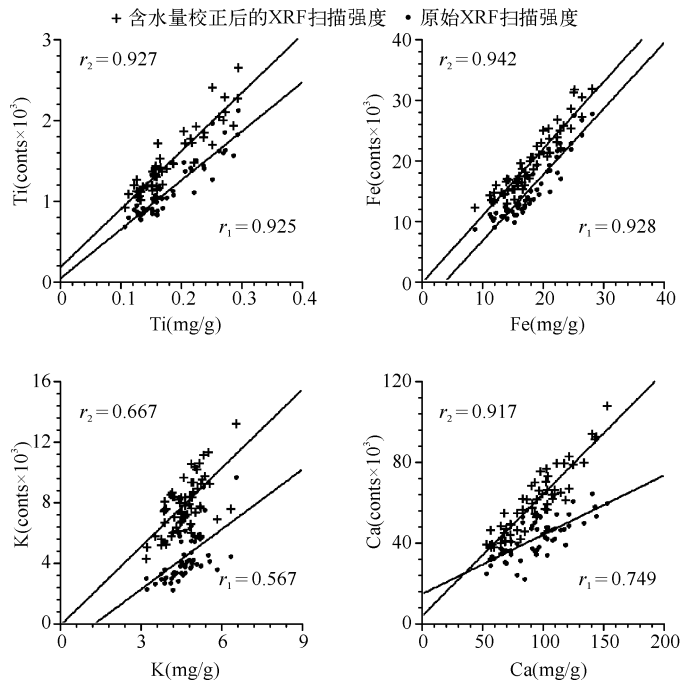 + 含水量校正后的XRF扫描强度 • 原始XRF扫描强度
3
2
1
0
Ti(conts×10³)
r₂=0.927
r₁=0.925
0 0.1 0.2 0.3 0.4
Ti(mg/g)
40
30
20
10
0
Fe(conts×10³)
r₂=0.942
r₁=0.928
0 10 20 30 40
Fe(mg/g)
16
12
8
4
0
K(conts×10³)
r₂=0.667
r₁=0.567
3 6 9
K(mg/g)
120
80
40
0
Ca(conts×10³)
r₂=0.917
r₁=0.749
50 100 150 200
Ca(mg/g)